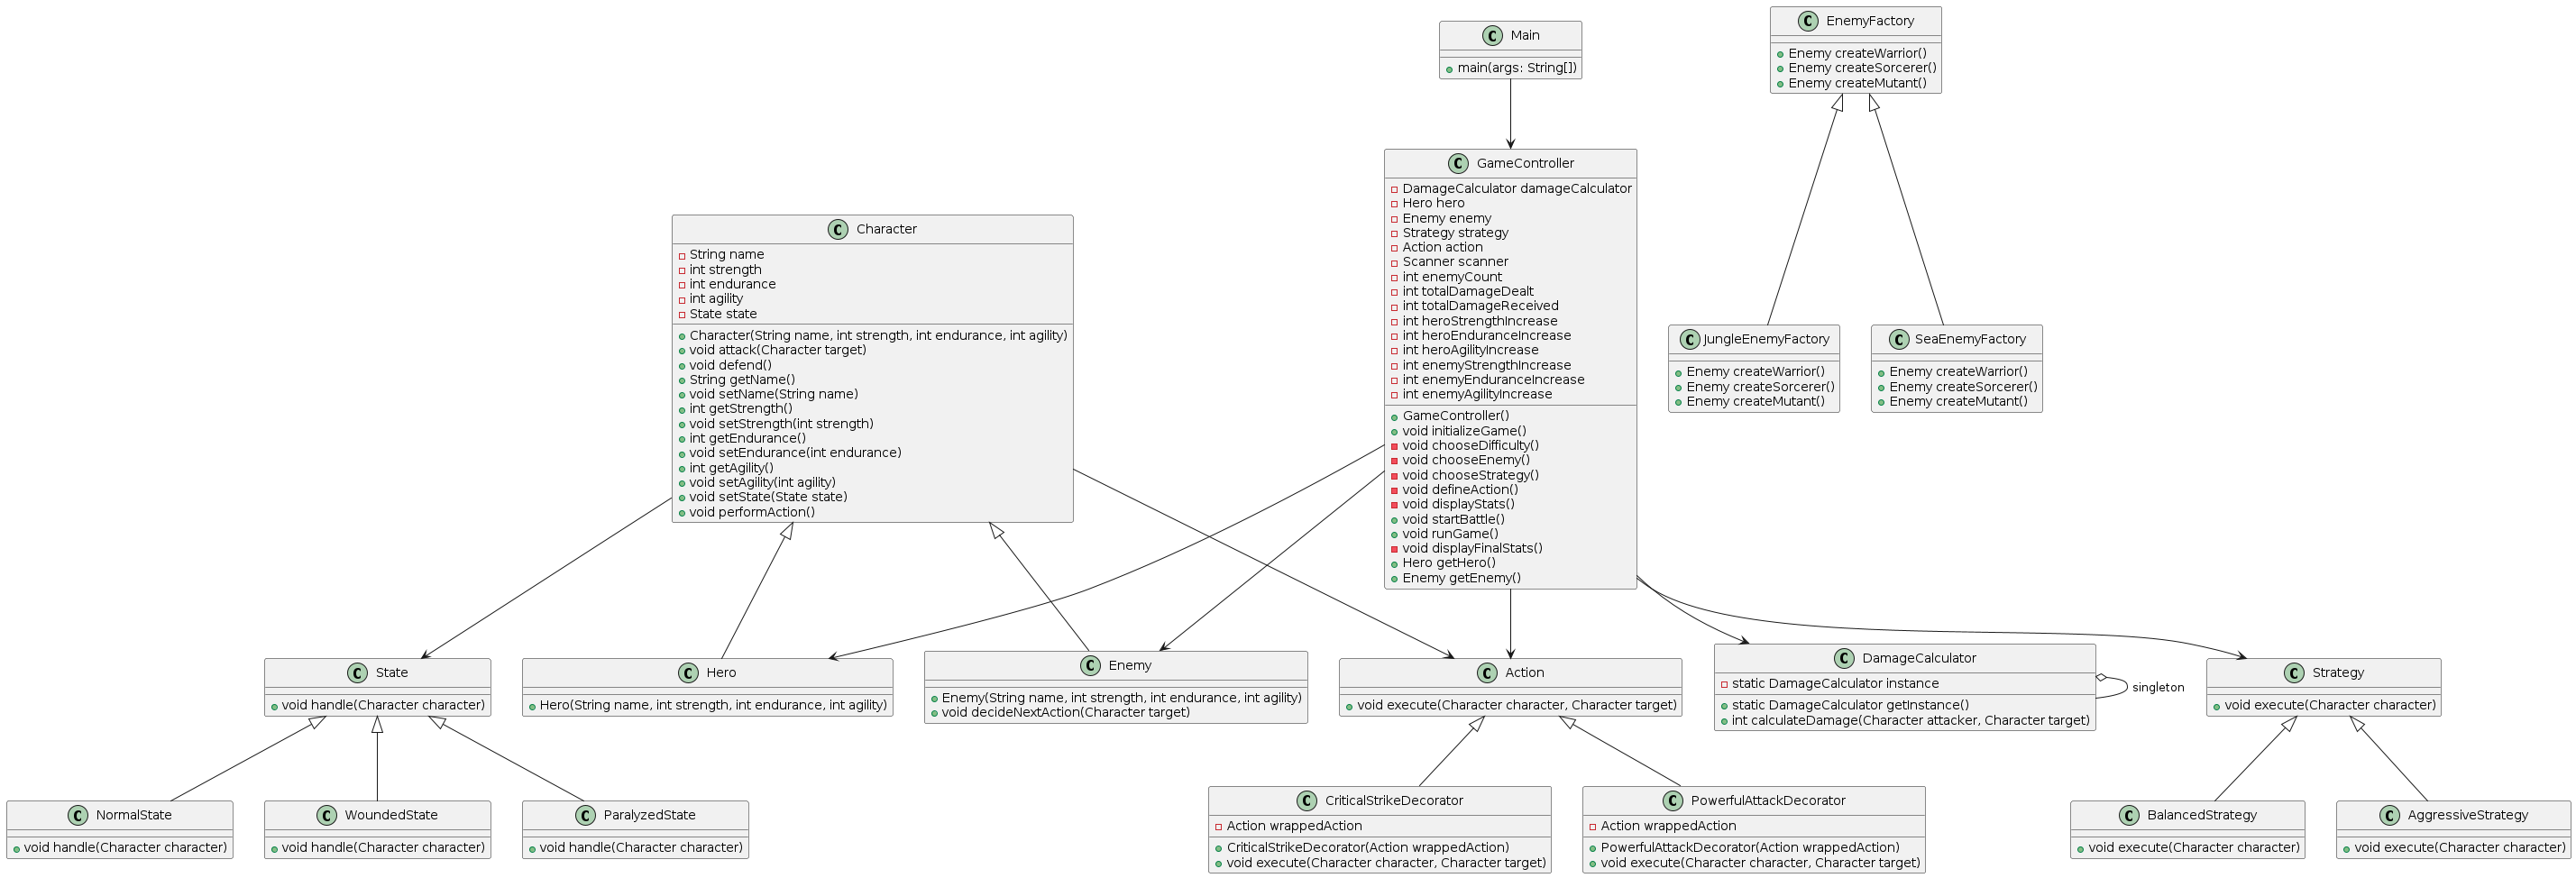 Main
main(args: String[])
EnemyFactory
Enemy createWarrior()
Enemy createSorcerer()
Enemy createMutant()
GameController
DamageCalculator damageCalculator
Hero hero
Enemy enemy
Strategy strategy
Action action
Scanner scanner
int enemyCount
int totalDamageDealt
int totalDamageReceived
int heroStrengthIncrease
int heroEnduranceIncrease
int heroAgilityIncrease
int enemyStrengthIncrease
int enemyEnduranceIncrease
int enemyAgilityIncrease
GameController()
void initializeGame()
void chooseDifficulty()
void chooseEnemy()
void chooseStrategy()
void defineAction()
void displayStats()
void startBattle()
void runGame()
void displayFinalStats()
Hero getHero()
Enemy getEnemy()
Character
String name
int strength
int endurance
int agility
State state
Character(String name, int strength, int endurance, int agility)
void attack(Character target)
void defend()
String getName()
void setName(String name)
int getStrength()
void setStrength(int strength)
int getEndurance()
void setEndurance(int endurance)
int getAgility()
void setAgility(int agility)
void setState(State state)
void performAction()
JungleEnemyFactory
Enemy createWarrior()
Enemy createSorcerer()
Enemy createMutant()
SeaEnemyFactory
Enemy createWarrior()
Enemy createSorcerer()
Enemy createMutant()
State
void handle(Character character)
Hero
Hero(String name, int strength, int endurance, int agility)
Enemy
Enemy(String name, int strength, int endurance, int agility)
void decideNextAction(Character target)
Action
void execute(Character character, Character target)
DamageCalculator
static DamageCalculator instance
static DamageCalculator getInstance()
int calculateDamage(Character attacker, Character target)
singleton
Strategy
void execute(Character character)
NormalState
void handle(Character character)
WoundedState
void handle(Character character)
ParalyzedState
void handle(Character character)
CriticalStrikeDecorator
Action wrappedAction
CriticalStrikeDecorator(Action wrappedAction)
void execute(Character character, Character target)
PowerfulAttackDecorator
Action wrappedAction
PowerfulAttackDecorator(Action wrappedAction)
void execute(Character character, Character target)
BalancedStrategy
void execute(Character character)
AggressiveStrategy
void execute(Character character)